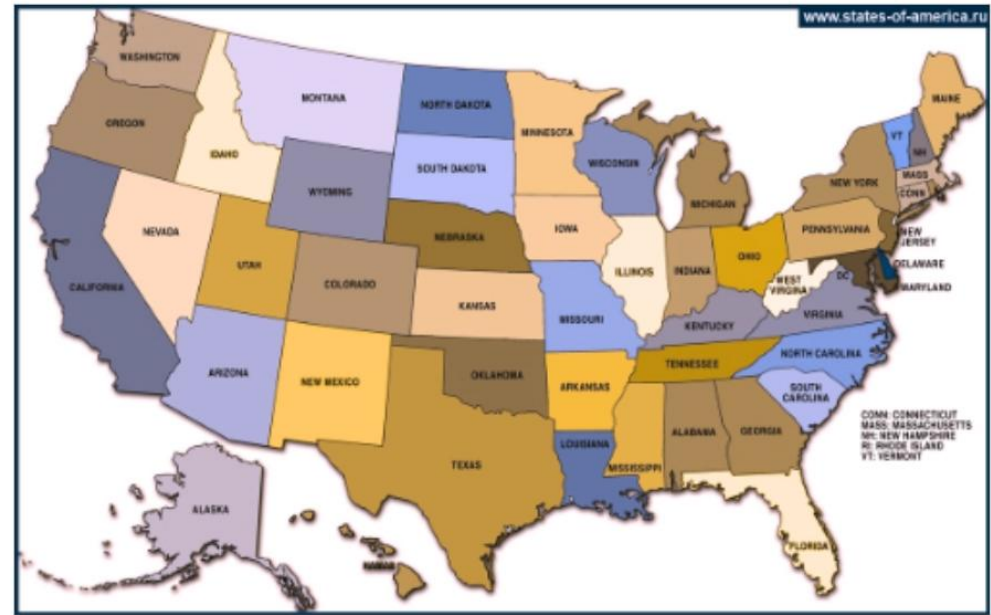 www.states-of-america.ru
WASHINGTON
MONTANA
NORTH DAKOTA
MINNESOTA
MAINE
OREGON
IDAHO
WYOMING
SOUTH DAKOTA
WISCONSIN
MICHIGAN
VT
NH
NEW YORK
MASS
CONN
NEVADA
UTAH
COLORADO
NEBRASKA
IOWA
ILLINOIS
INDIANA
OHIO
PENNSYLVANIA
NEW
JERSEY
DELAWARE
MARYLAND
DC
WEST
VIRGINIA
CALIFORNIA
KANSAS
MISSOURI
KENTUCKY
VIRGINIA
ARIZONA
NEW MEXICO
OKLAHOMA
ARKANSAS
TENNESSEE
NORTH CAROLINA
SOUTH
CAROLINA
TEXAS
LOUISIANA
MISSISSIPPI
ALABAMA
GEORGIA
FLORIDA
ALASKA
HAWAII
CONN: CONNECTICUT
MASS: MASSACHUSETTS
NH: NEW HAMPSHIRE
RI: RHODE ISLAND
VT: VERMONT